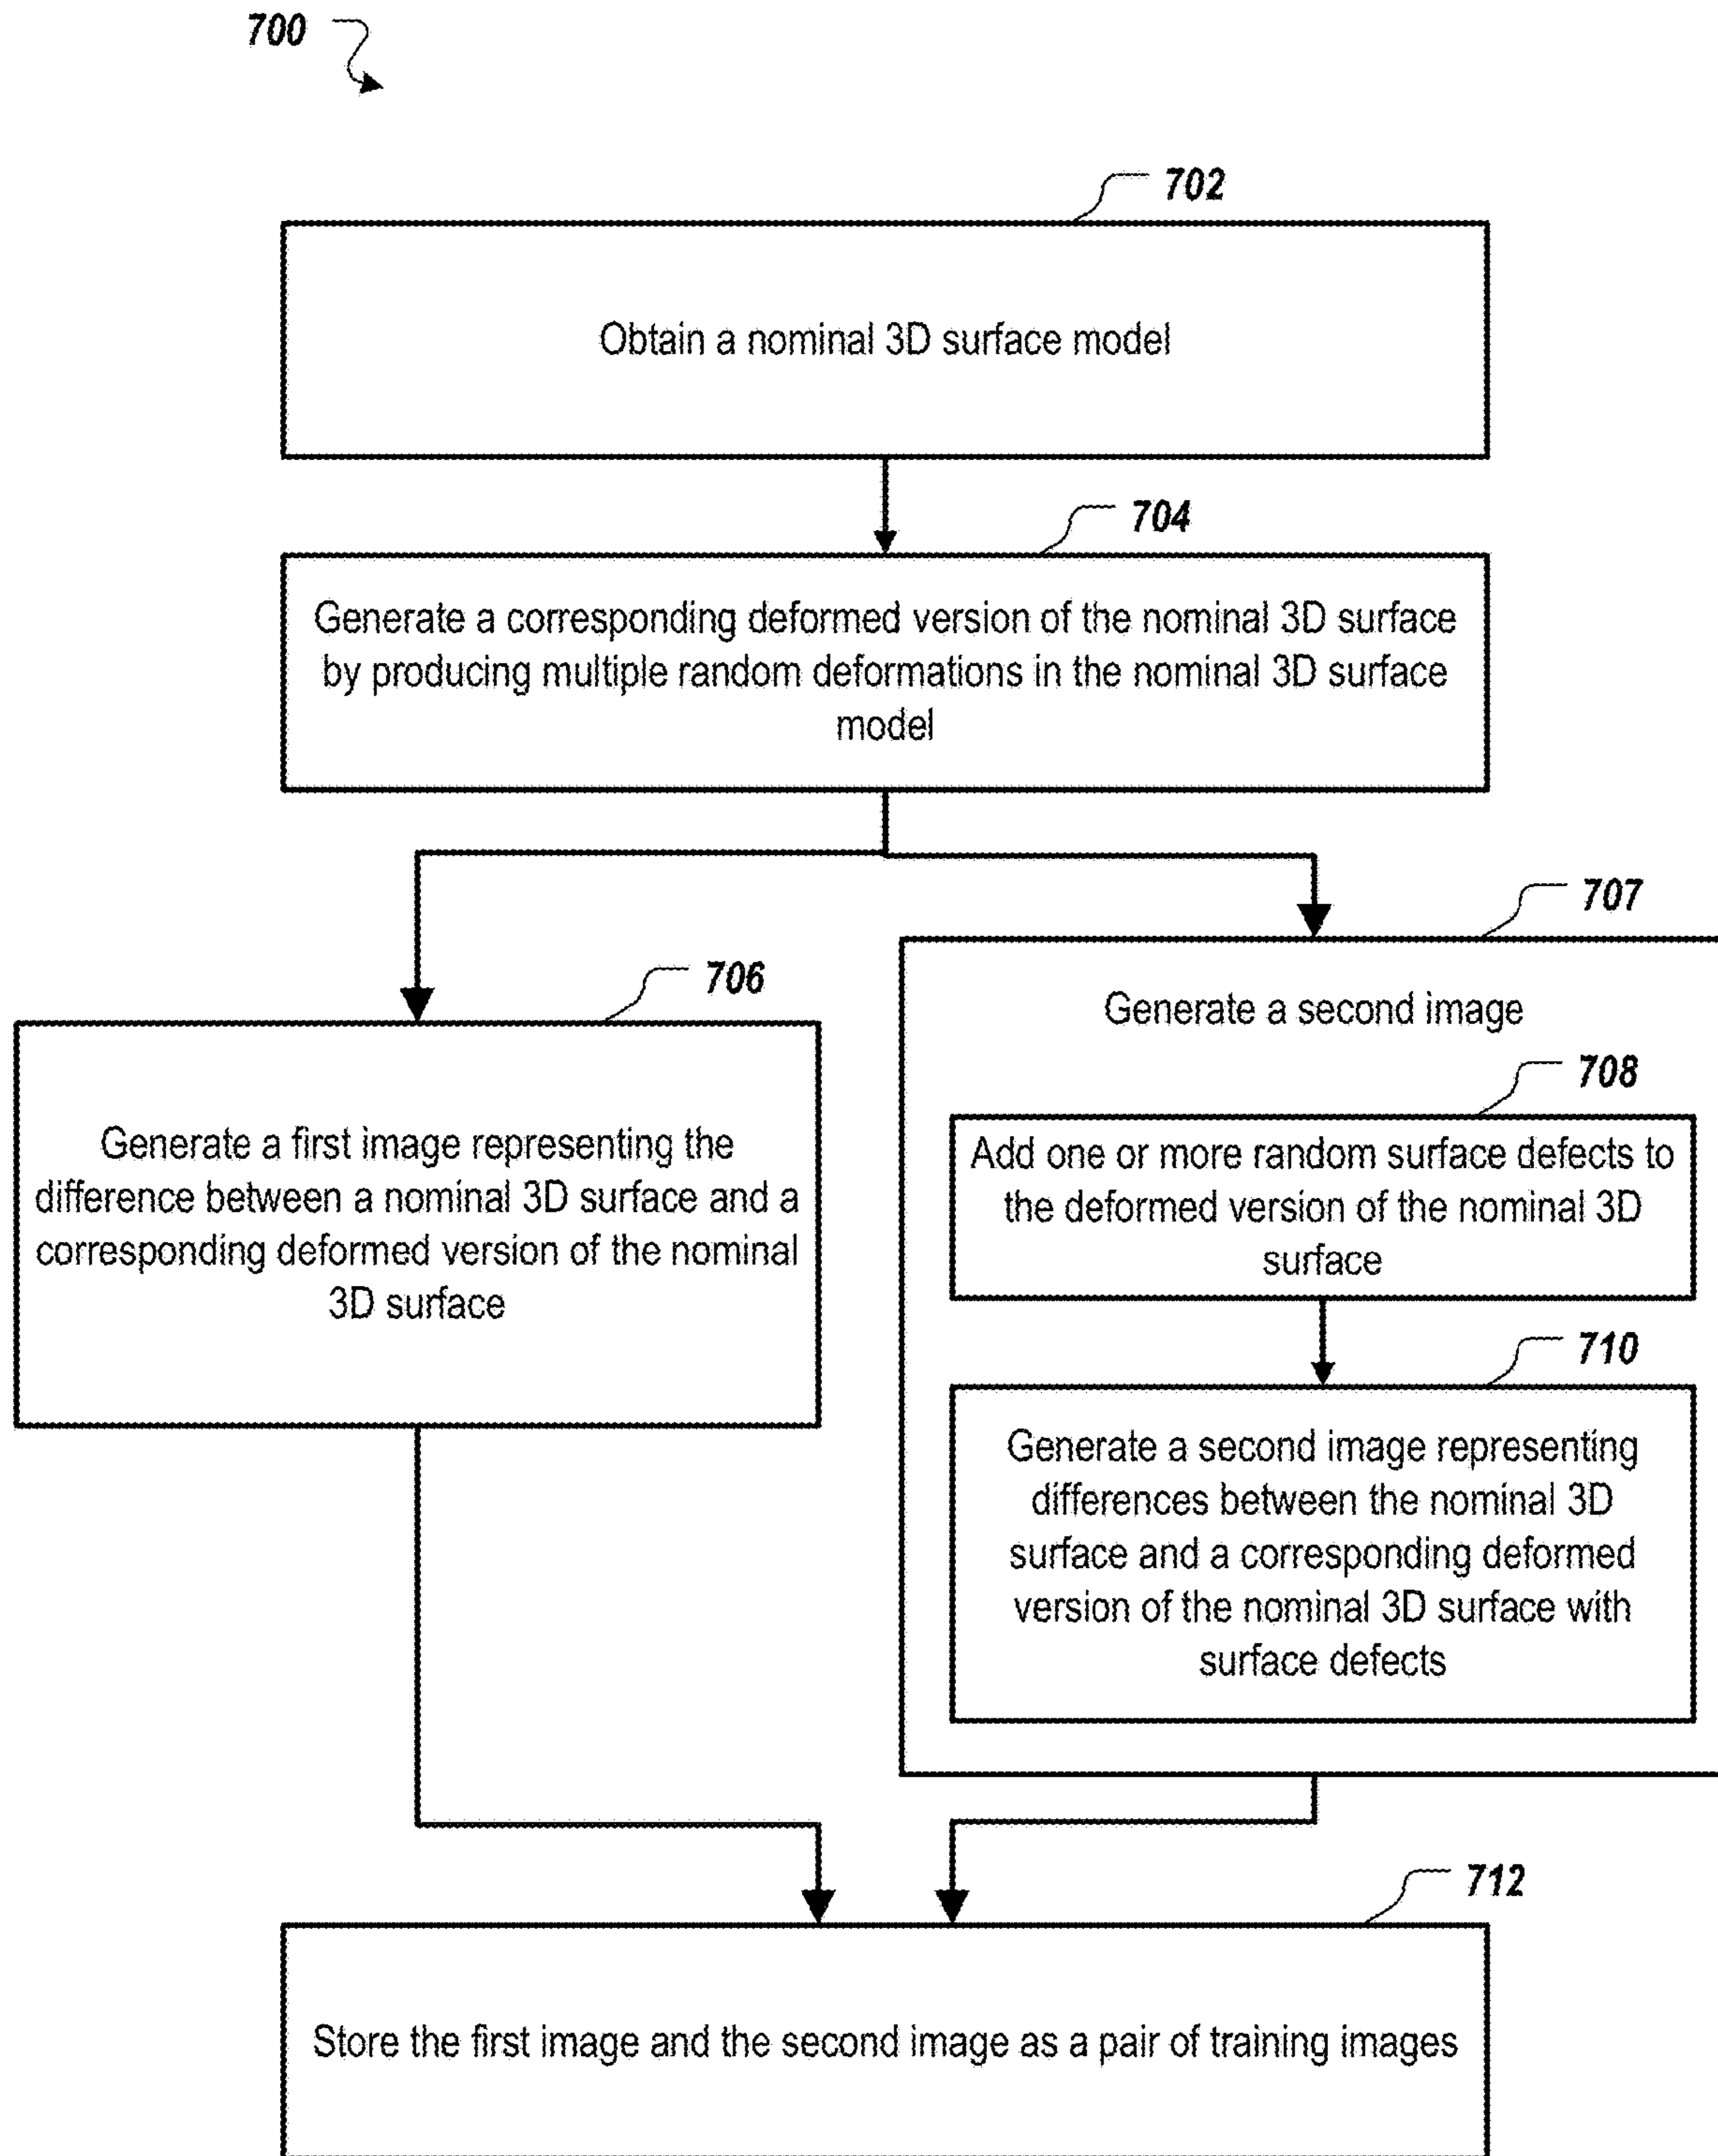 700
702
Obtain a nominal 3D surface model
704
Generate a corresponding deformed version of the nominal 3D surface
by producing multiple random deformations in the nominal 3D surface
model
706
Generate a first image representing the
difference between a nominal 3D surface and a
corresponding deformed version of the nominal
3D surface
707
Generate a second image
708
Add one or more random surface defects to
the deformed version of the nominal 3D
surface
710
Generate a second image representing
differences between the nominal 3D
surface and a corresponding deformed
version of the nominal 3D surface with
surface defects
712
Store the first image and the second image as a pair of training images